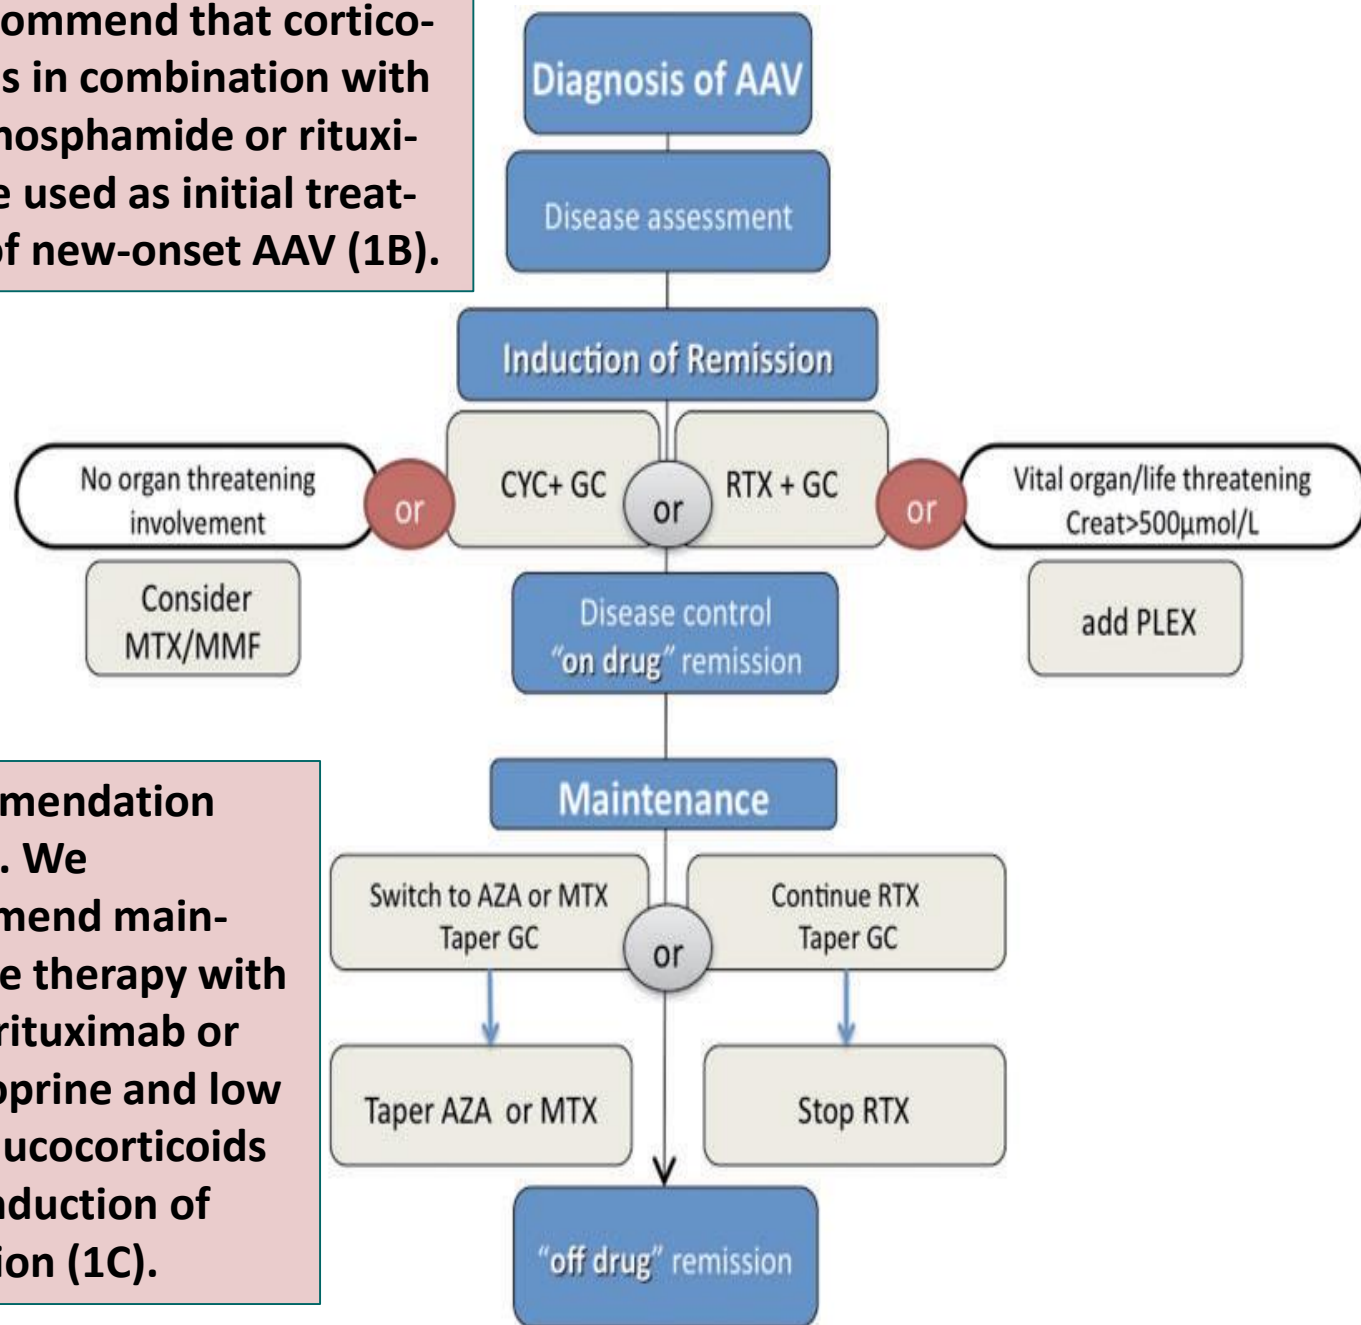 ommend that cortico-
s in combination with
hosphamide or rituxi-
e used as initial treat-
of new-onset AAV (1B).
Diagnosis of AAV
Disease assessment
Induction of Remission
No organ threatening
involvement
or
CYC+ GC
or
RTX + GC
or
Vital organ/life threatening
Creat>500µmol/L
Consider
MTX/MMF
Disease control
"on drug" remission
add PLEX
Maintenance
mendation
. We
mend main-
e therapy with
rituximab or
oprine and low
ucocorticoids
nduction of
ion (1C).
Switch to AZA or MTX
Taper GC
or
Continue RTX
Taper GC
Taper AZA or MTX
Stop RTX
"off drug" remission